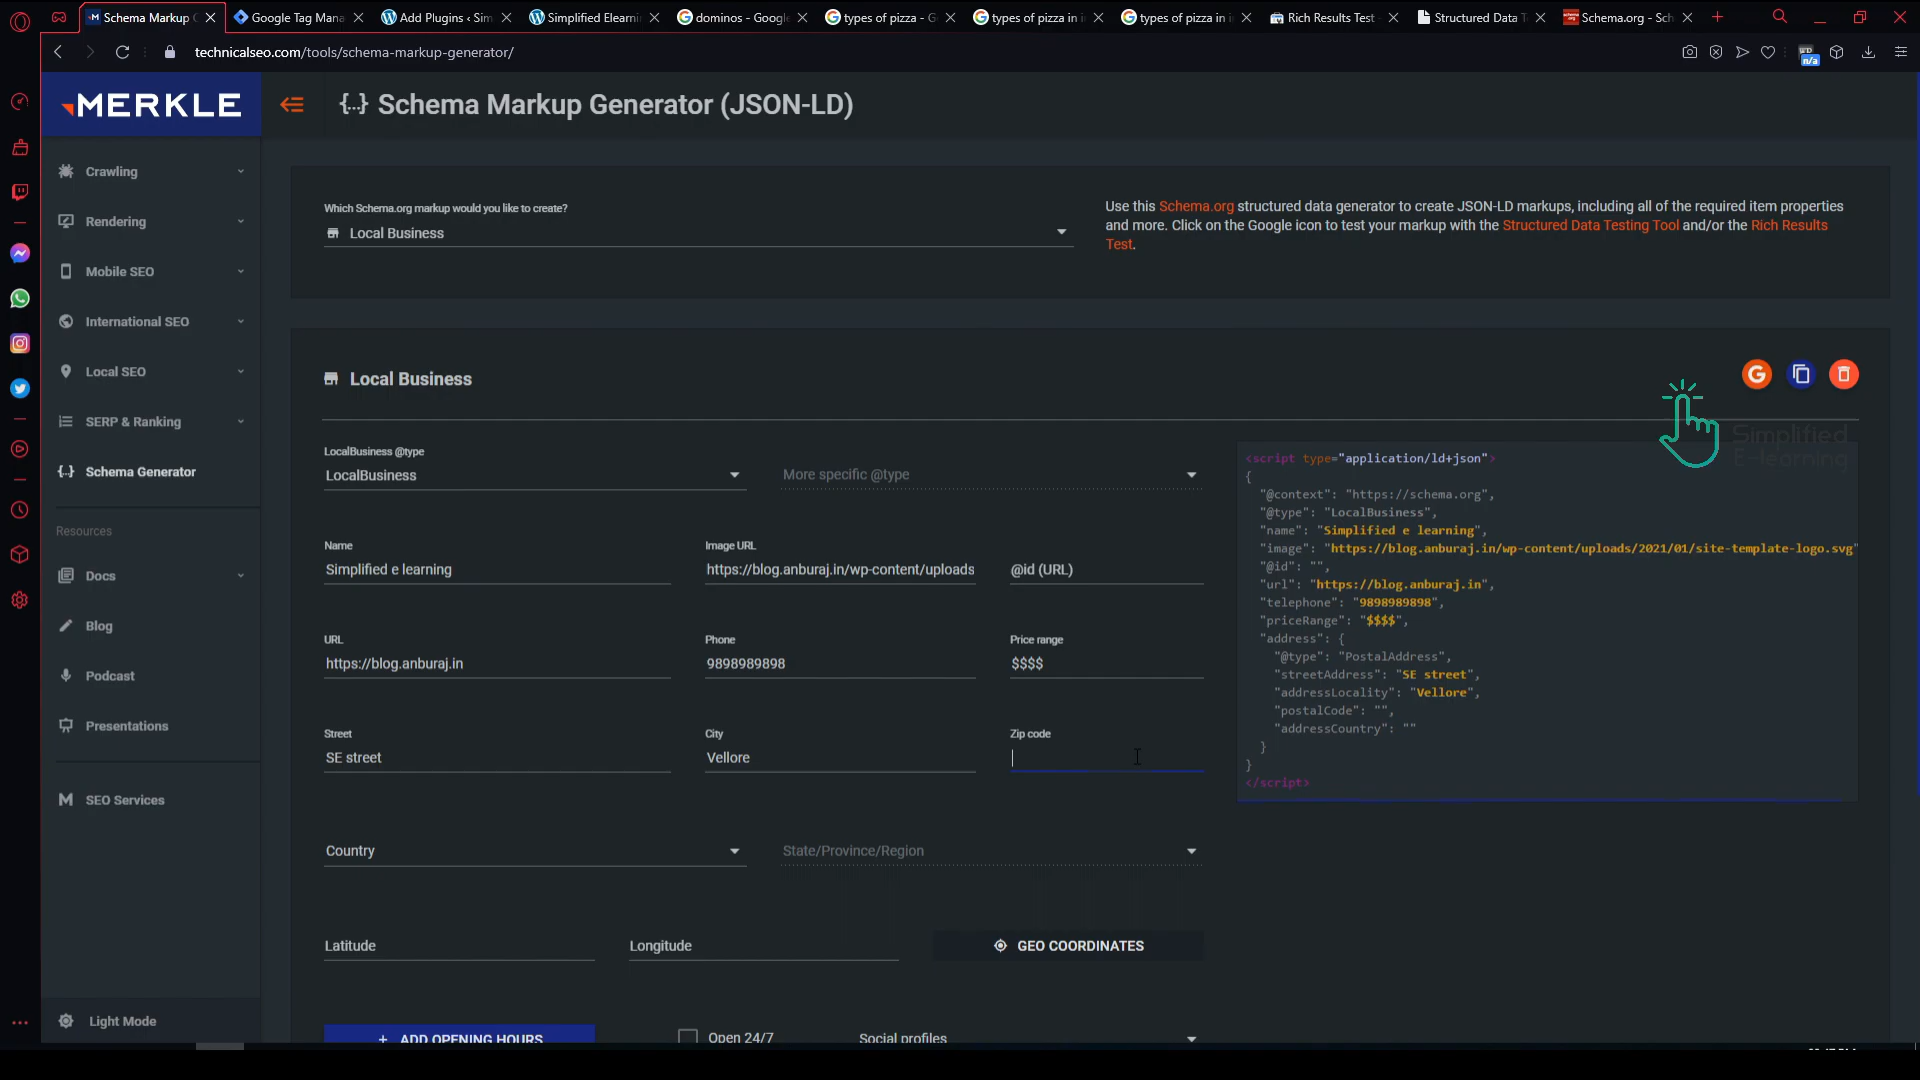 Schema Markup G
Google Tag Mana
Add Plugins ‹ Sim
Simplified Elearni
dominos - Google
types of pizza - G
types of pizza in i
types of pizza in i
Rich Results Test -
Structured Data T
Schema.org - Sch
technicalseo.com/tools/schema-markup-generator/
n/a
MERKLE
{...} Schema Markup Generator (JSON-LD)
Crawling
Rendering
Mobile SEO
International SEO
Local SEO
SERP & Ranking
{··} Schema Generator
Resources
Docs
Blog
Podcast
Presentations
SEO Services
Light Mode
Which Schema.org markup would you like to create?
Local Business
Use this Schema.org structured data generator to create JSON-LD markups, including all of the required item properties
and more. Click on the Google icon to test your markup with the Structured Data Testing Tool and/or the Rich Results
Test.
Local Business
G
LocalBusiness @type
LocalBusiness
More specific @type
Name
Simplified e learning
Image URL
https://blog.anburaj.in/wp-content/uploads
@id (URL)
URL
https://blog.anburaj.in
Phone
9898989898
Price range
$$$$
Street
SE street
City
Vellore
Zip code
Country
State/Province/Region
Latitude
Longitude
GEO COORDINATES
+ ADD OPENING HOURS
Open 24/7
Social profiles
Simplified
E-learning
<script type="application/ld+json">
{
"@context": "https://schema.org",
"@type": "LocalBusiness",
"name": "Simplified e learning",
"image": "https://blog.anburaj.in/wp-content/uploads/2021/01/site-template-logo.svg"
"@id": "",
"url": "https://blog.anburaj.in",
"telephone": "9898989898",
"priceRange": "$$$$",
"address": {
"@type": "PostalAddress",
"streetAddress": "SE street",
"addressLocality": "Vellore",
"postalCode": "",
"addressCountry": ""
}
}
</script>